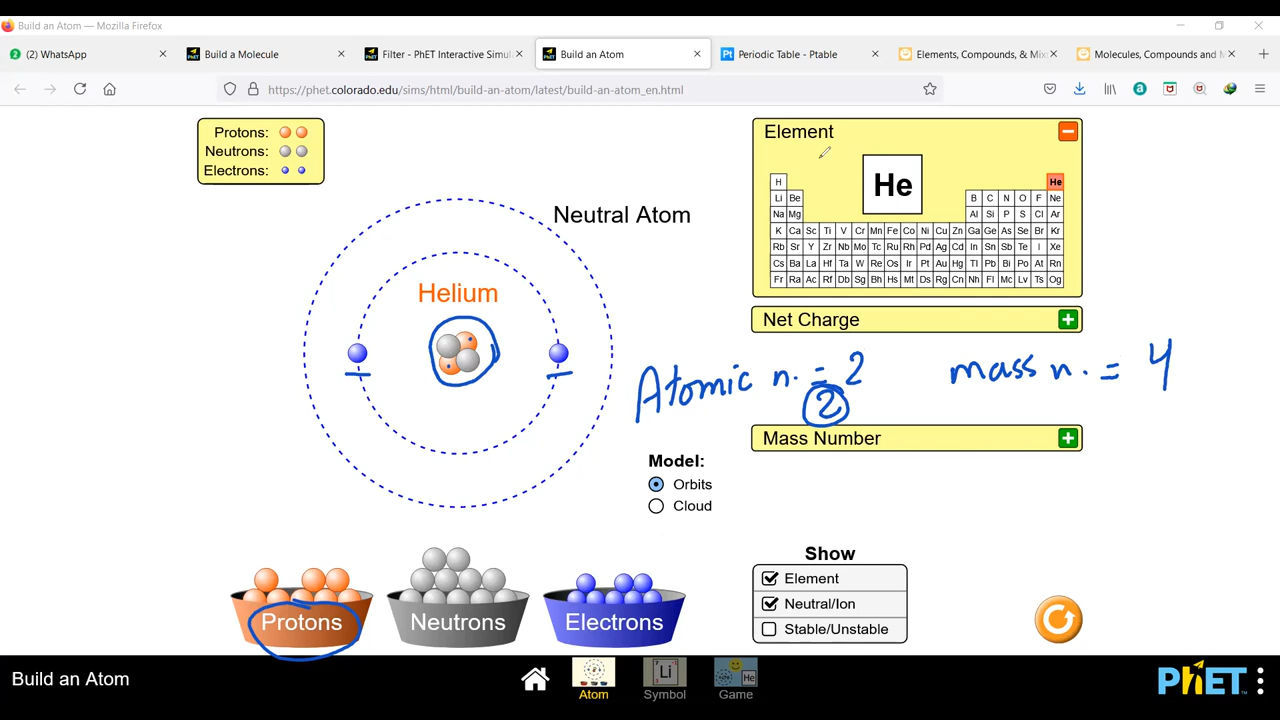 Build an Atom — Mozilla Firefox
(2) WhatsApp
Build a Molecule
Filter - PhET Interactive Simul
Build an Atom
Periodic Table - Ptable
Elements, Compounds, & Mix
Molecules, Compounds and M
https://phet.colorado.edu/sims/html/build-an-atom/latest/build-an-atom_en.html
Protons:
Neutrons:
Electrons:
Neutral Atom
Helium
Element
He
H He
Li Be B C N O F Ne
Na Mg Al Si P S Cl Ar
K Ca Sc Ti V Cr Mn Fe Co Ni Cu Zn Ga Ge As Se Br Kr
Rb Sr Y Zr Nb Mo Tc Ru Rh Pd Ag Cd In Sn Sb Te I Xe
Cs Ba La Hf Ta W Re Os Ir Pt Au Hg Tl Pb Bi Po At Rn
Fr Ra Ac Rf Db Sg Bh Hs Mt Ds Rg Cn Nh Fl Mc Lv Ts Og
Net Charge
Atomic n. = 2
2
mass n. = 4
Mass Number
Model:
Orbits
Cloud
Protons
Neutrons
Electrons
Show
Element
Neutral/Ion
Stable/Unstable
Build an Atom
Atom
Li
Symbol
He
Game
PhET